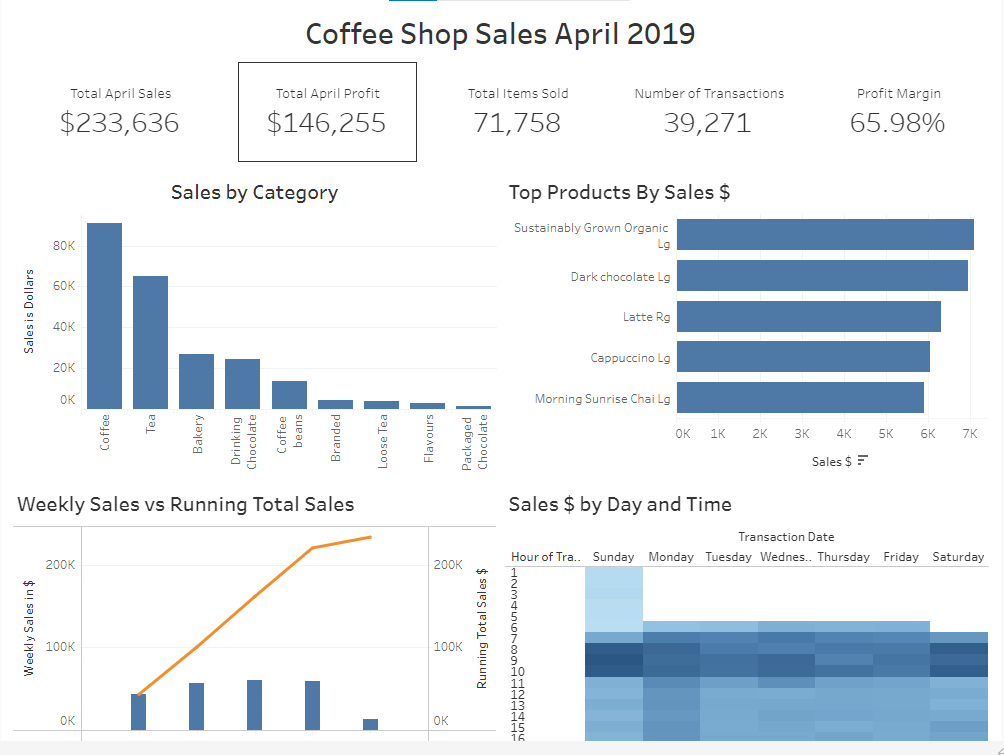 Coffee Shop Sales April 2019
Total April Sales
$233,636
Total April Profit
$146,255
Total Items Sold
71,758
Number of Transactions
39,271
Profit Margin
65.98%
Sales by Category
Sales is Dollars
80K
60K
40K
20K
0K
Coffee
Tea
Bakery
Drinking
Chocolate
Coffee
beans
Branded
Loose Tea
Flavours
Packaged
Chocolate
Top Products By Sales $
Sustainably Grown Organic
Lg
Dark chocolate Lg
Latte Rg
Cappuccino Lg
Morning Sunrise Chai Lg
0K 1K 2K 3K 4K 5K 6K 7K
Sales $
Weekly Sales vs Running Total Sales
Weekly Sales in $
200K
100K
0K
200K
100K
0K
Running Total Sales $
Sales $ by Day and Time
Transaction Date
Hour of Tra.. Sunday Monday Tuesday Wednes.. Thursday Friday Saturday
1
2
3
4
5
6
7
8
9
10
11
12
13
14
15
16